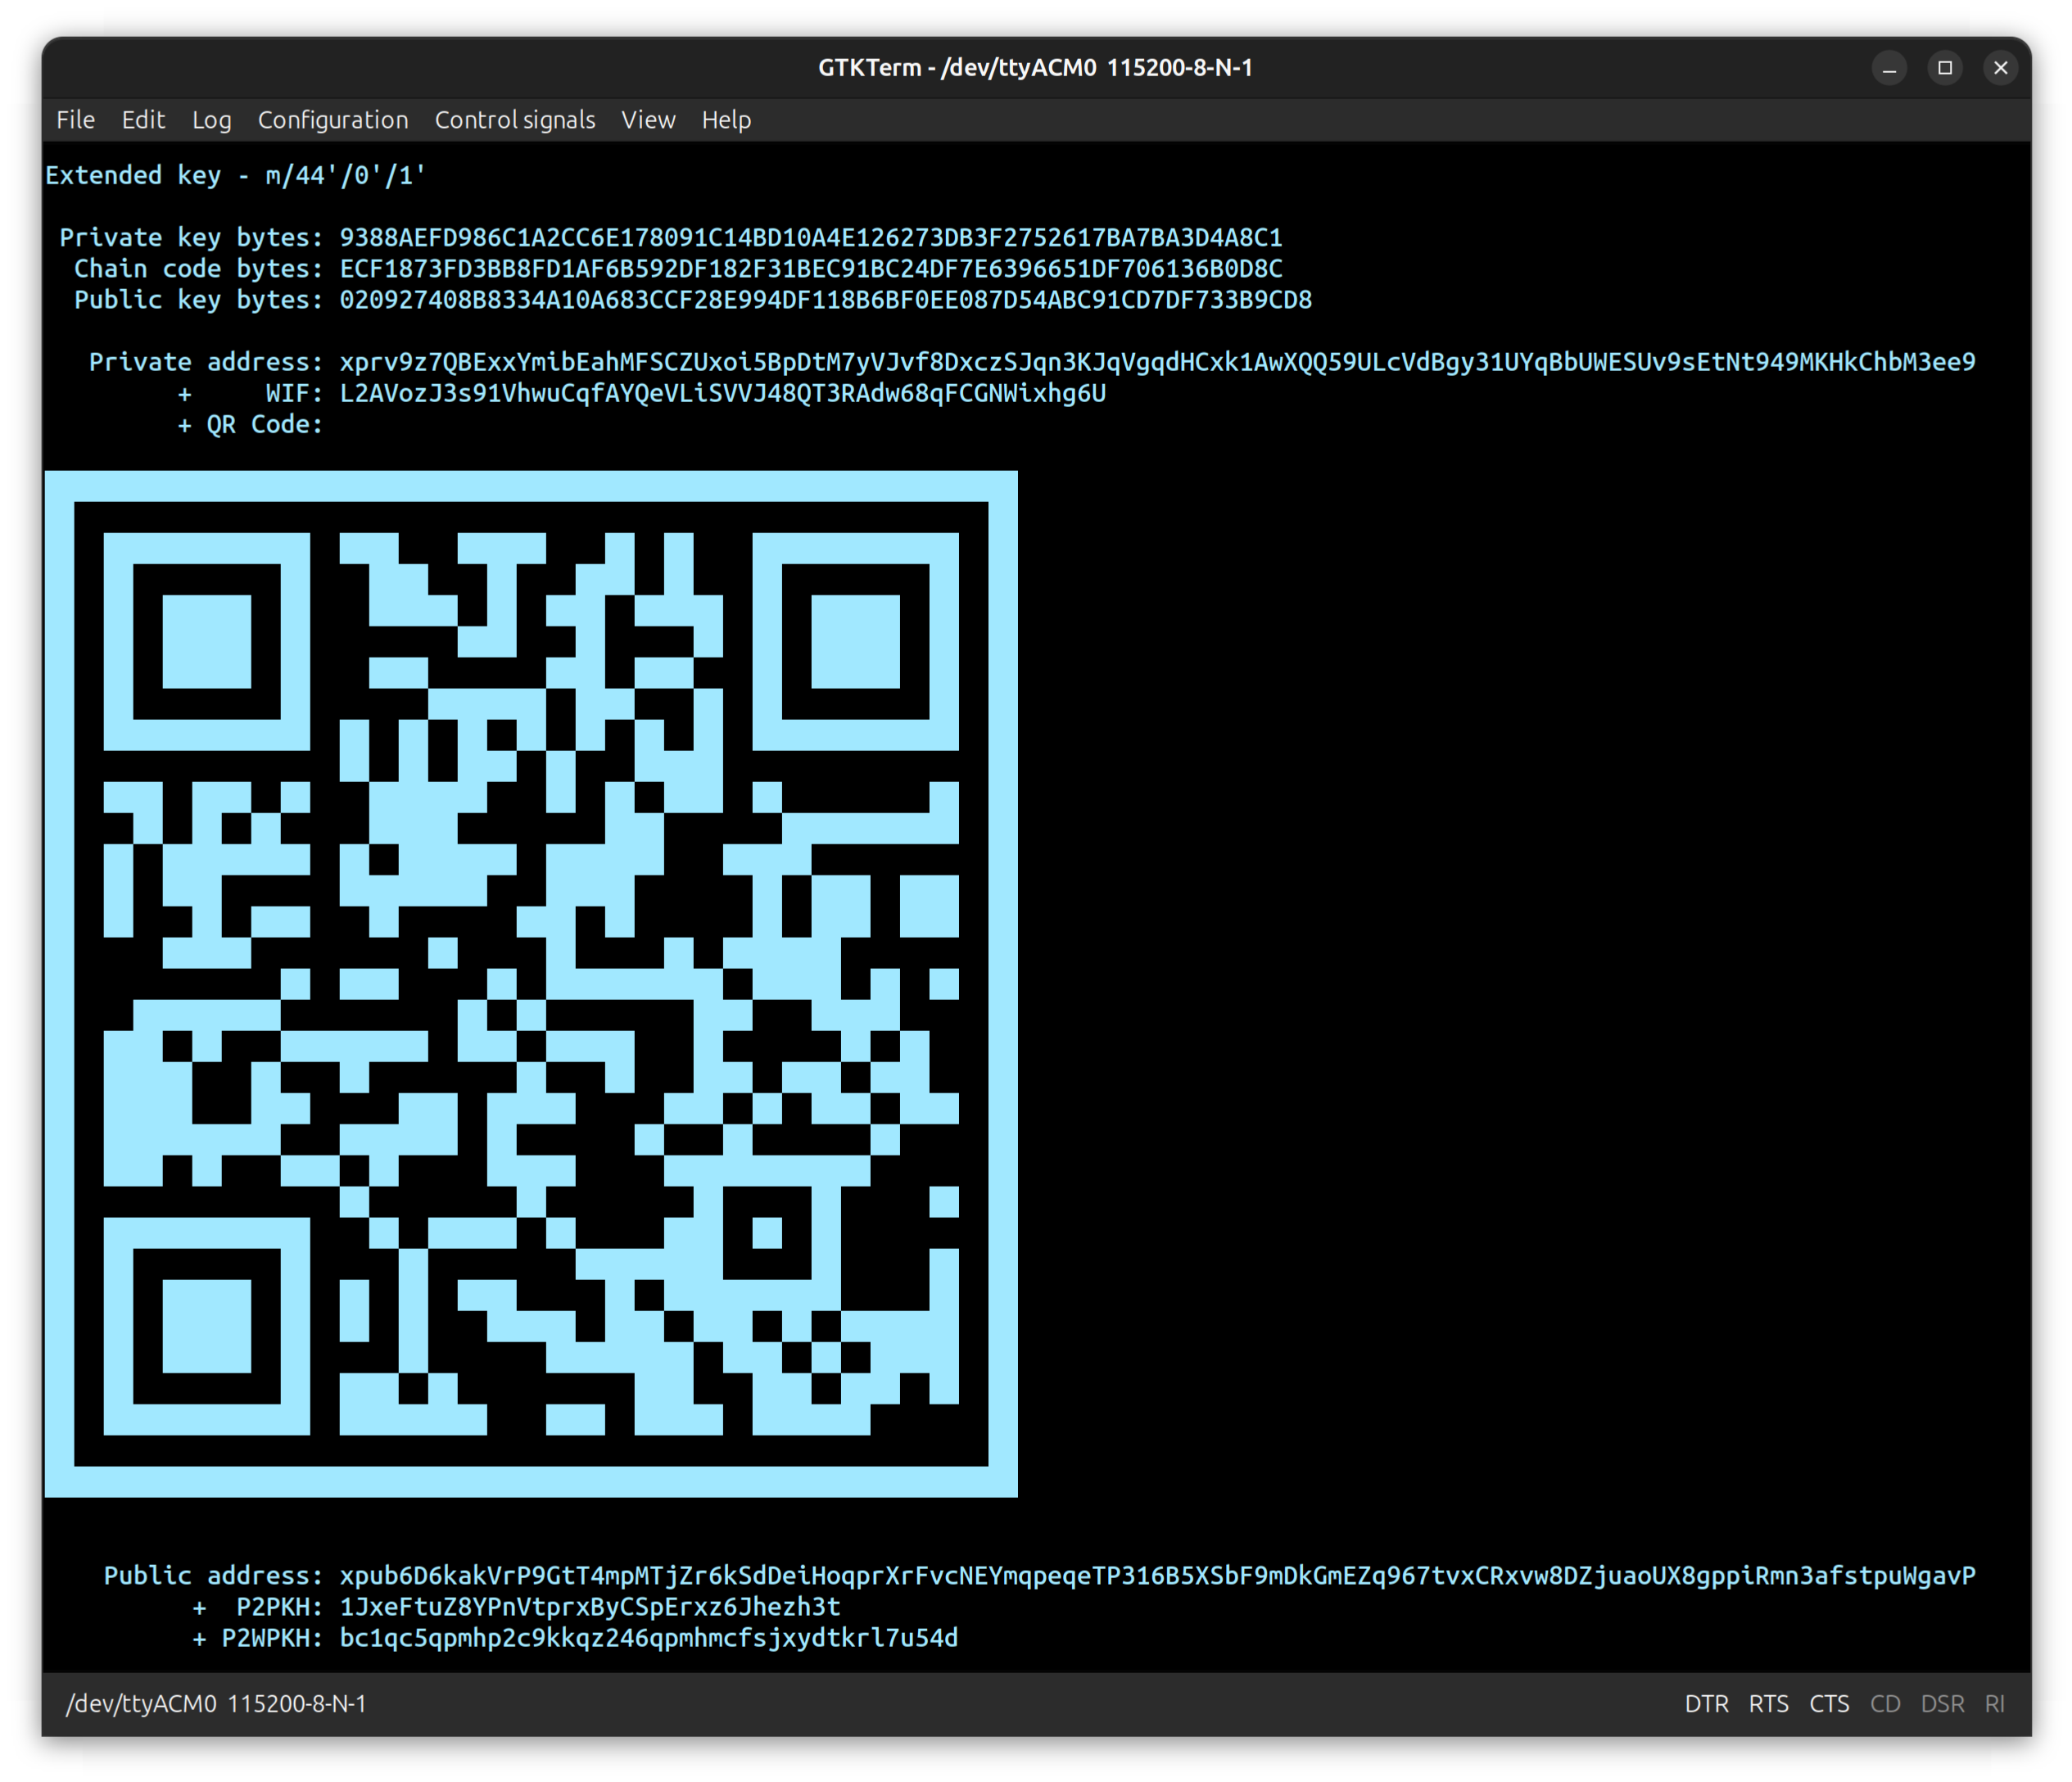 GTKTerm - /dev/ttyACM0 115200-8-N-1
File Edit Log Configuration Control signals View Help
Extended key - m/44'/0'/1'
Private key bytes: 9388AEFD986C1A2CC6E178091C14BD10A4E126273DB3F2752617BA7BA3D4A8C1
Chain code bytes: ECF1873FD3BB8FD1AF6B592DF182F31BEC91BC24DF7E6396651DF706136B0D8C
Public key bytes: 020927408B8334A10A683CCF28E994DF118B6BF0EE087D54ABC91CD7DF733B9CD8
Private address: xprv9z7QBExxYmibEahMFSCZUxoi5BpDtM7yVJvf8DxczSJqn3KJqVgqdHCxk1AwXQQ59ULcVdBgy31UYqBbUWESUv9sEtNt949MKHkChbM3ee9
+ WIF: L2AVozJ3s91VhwuCqfAYQeVLiSVVJ48QT3RAdw68qFCGNWixhg6U
+ QR Code:
Public address: xpub6D6kakVrP9GtT4mpMTjZr6kSdDeiHoqprXrFvcNEYmqpeqeTP316B5XSbF9mDkGmEZq967tvxCRxvw8DZjuaoUX8gppiRmn3afstpuWgavP
+ P2PKH: 1JxeFtuZ8YPnVtprxByCSpErxz6Jhezh3t
+ P2WPKH: bc1qc5qpmhp2c9kkqz246qpmhmcfsjxydtkrl7u54d
/dev/ttyACM0 115200-8-N-1 DTR RTS CTS CD DSR RI